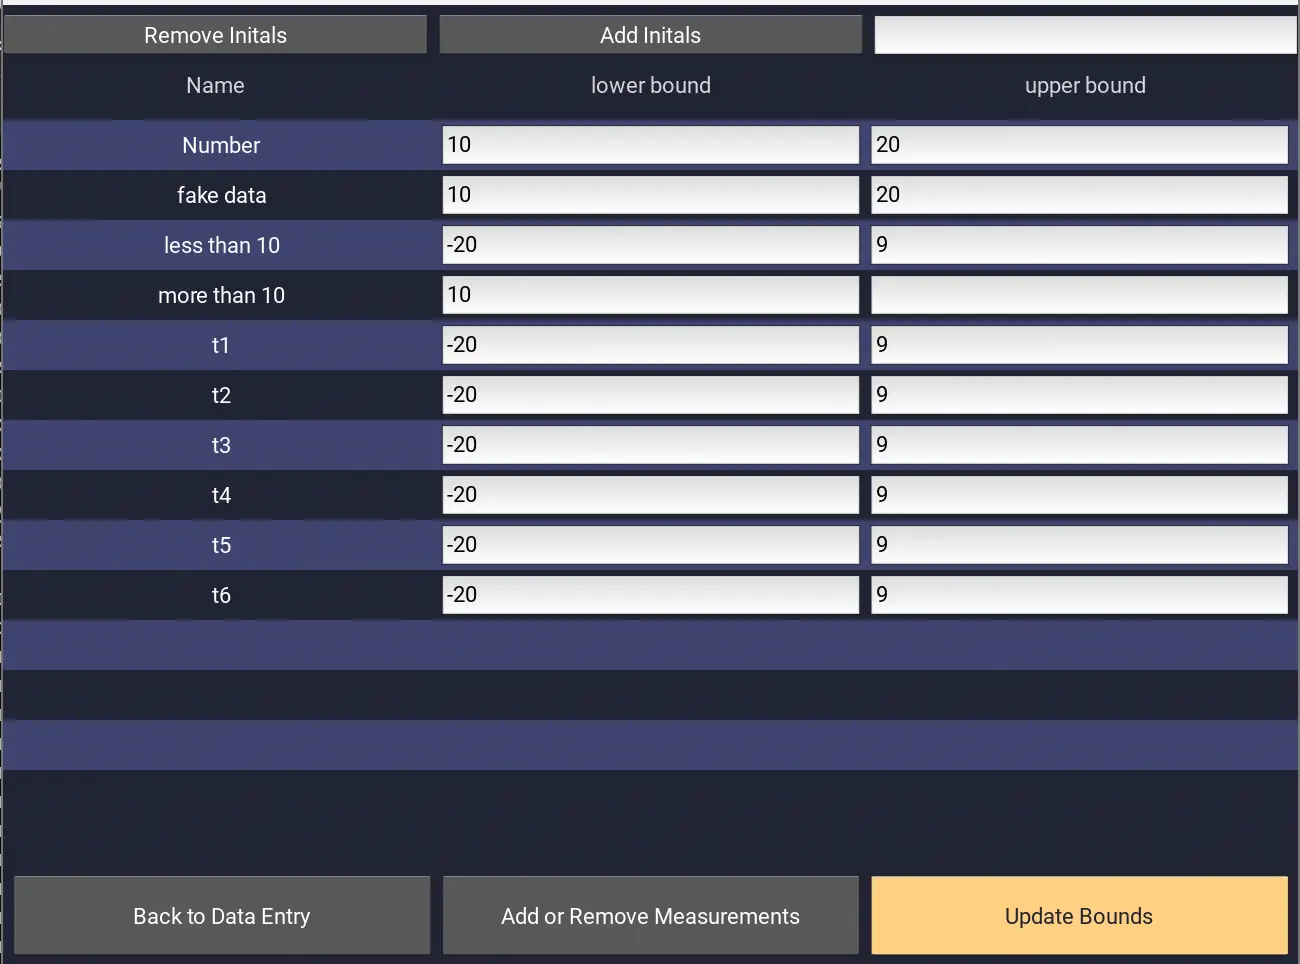 Remove Initals Add Initals
Name lower bound upper bound
Number 10 20
fake data 10 20
less than 10 -20 9
more than 10 10
t1 -20 9
t2 -20 9
t3 -20 9
t4 -20 9
t5 -20 9
t6 -20 9
Back to Data Entry Add or Remove Measurements Update Bounds